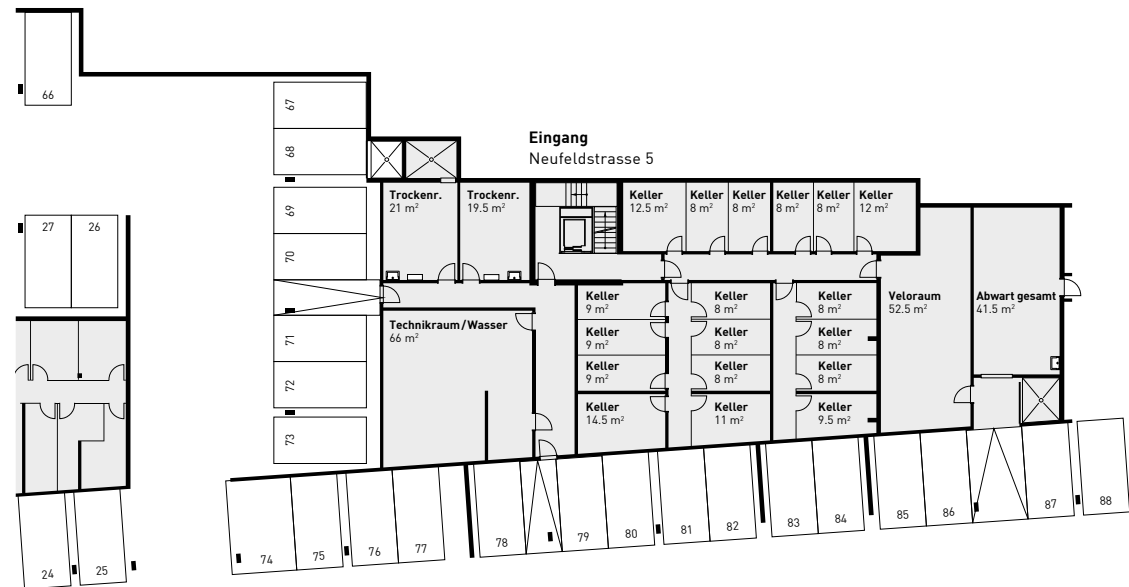 66
67
68
Eingang
Neufeldstrasse 5
Trockenr.
21 m²
Trockenr.
19.5 m²
Keller
12.5 m²
Keller
8 m²
Keller
8 m²
Keller
8 m²
Keller
8 m²
Keller
12 m²
27
26
69
70
71
72
73
Technikraum/Wasser
66 m²
Keller
9 m²
Keller
8 m²
Keller
8 m²
Veloraum
52.5 m²
Abwart gesamt
41.5 m²
Keller
9 m²
Keller
8 m²
Keller
8 m²
Keller
9 m²
Keller
8 m²
Keller
8 m²
Keller
14.5 m²
Keller
11 m²
Keller
9.5 m²
24
25
74
75
76
77
78
79
80
81
82
83
84
85
86
87
88